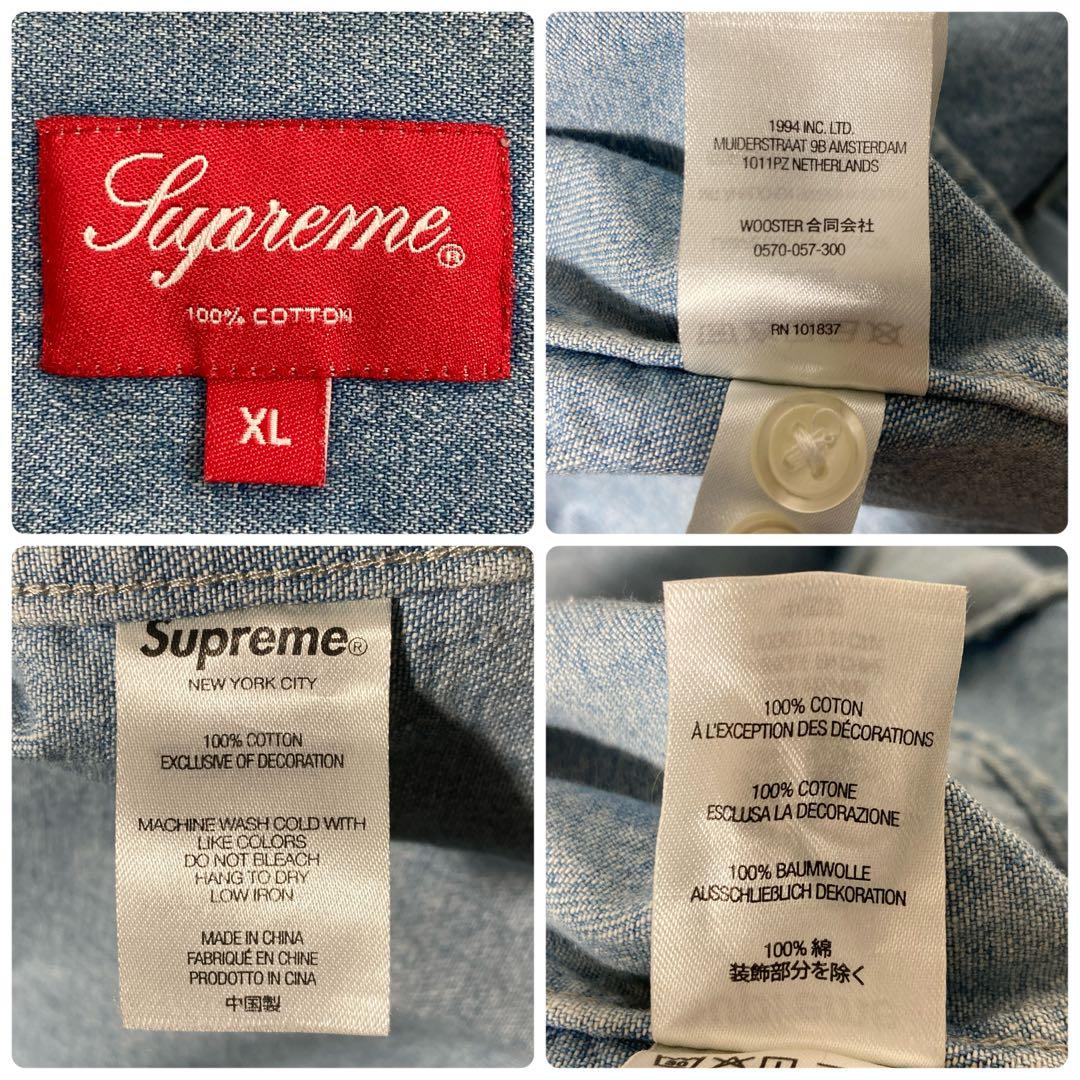 Supreme®
100% COTTON
XL
1994 INC. LTD.
MUIDERSTRAAT 9B AMSTERDAM
1011PZ NETHERLANDS
WOOSTER 合同会社
0570-057-300
RN 101837
Supreme®
NEW YORK CITY
100% COTTON
EXCLUSIVE OF DECORATION
MACHINE WASH COLD WITH
LIKE COLORS
DO NOT BLEACH
HANG TO DRY
LOW IRON
MADE IN CHINA
FABRIQUÉ EN CHINE
PRODOTTO IN CINA
中国製
100% COTON
À L'EXCEPTION DES DÉCORATIONS
100% COTONE
ESCLUSA LA DECORAZIONE
100% BAUMWOLLE
AUSSCHLIEßLICH DEKORATION
100% 綿
装飾部分を除く